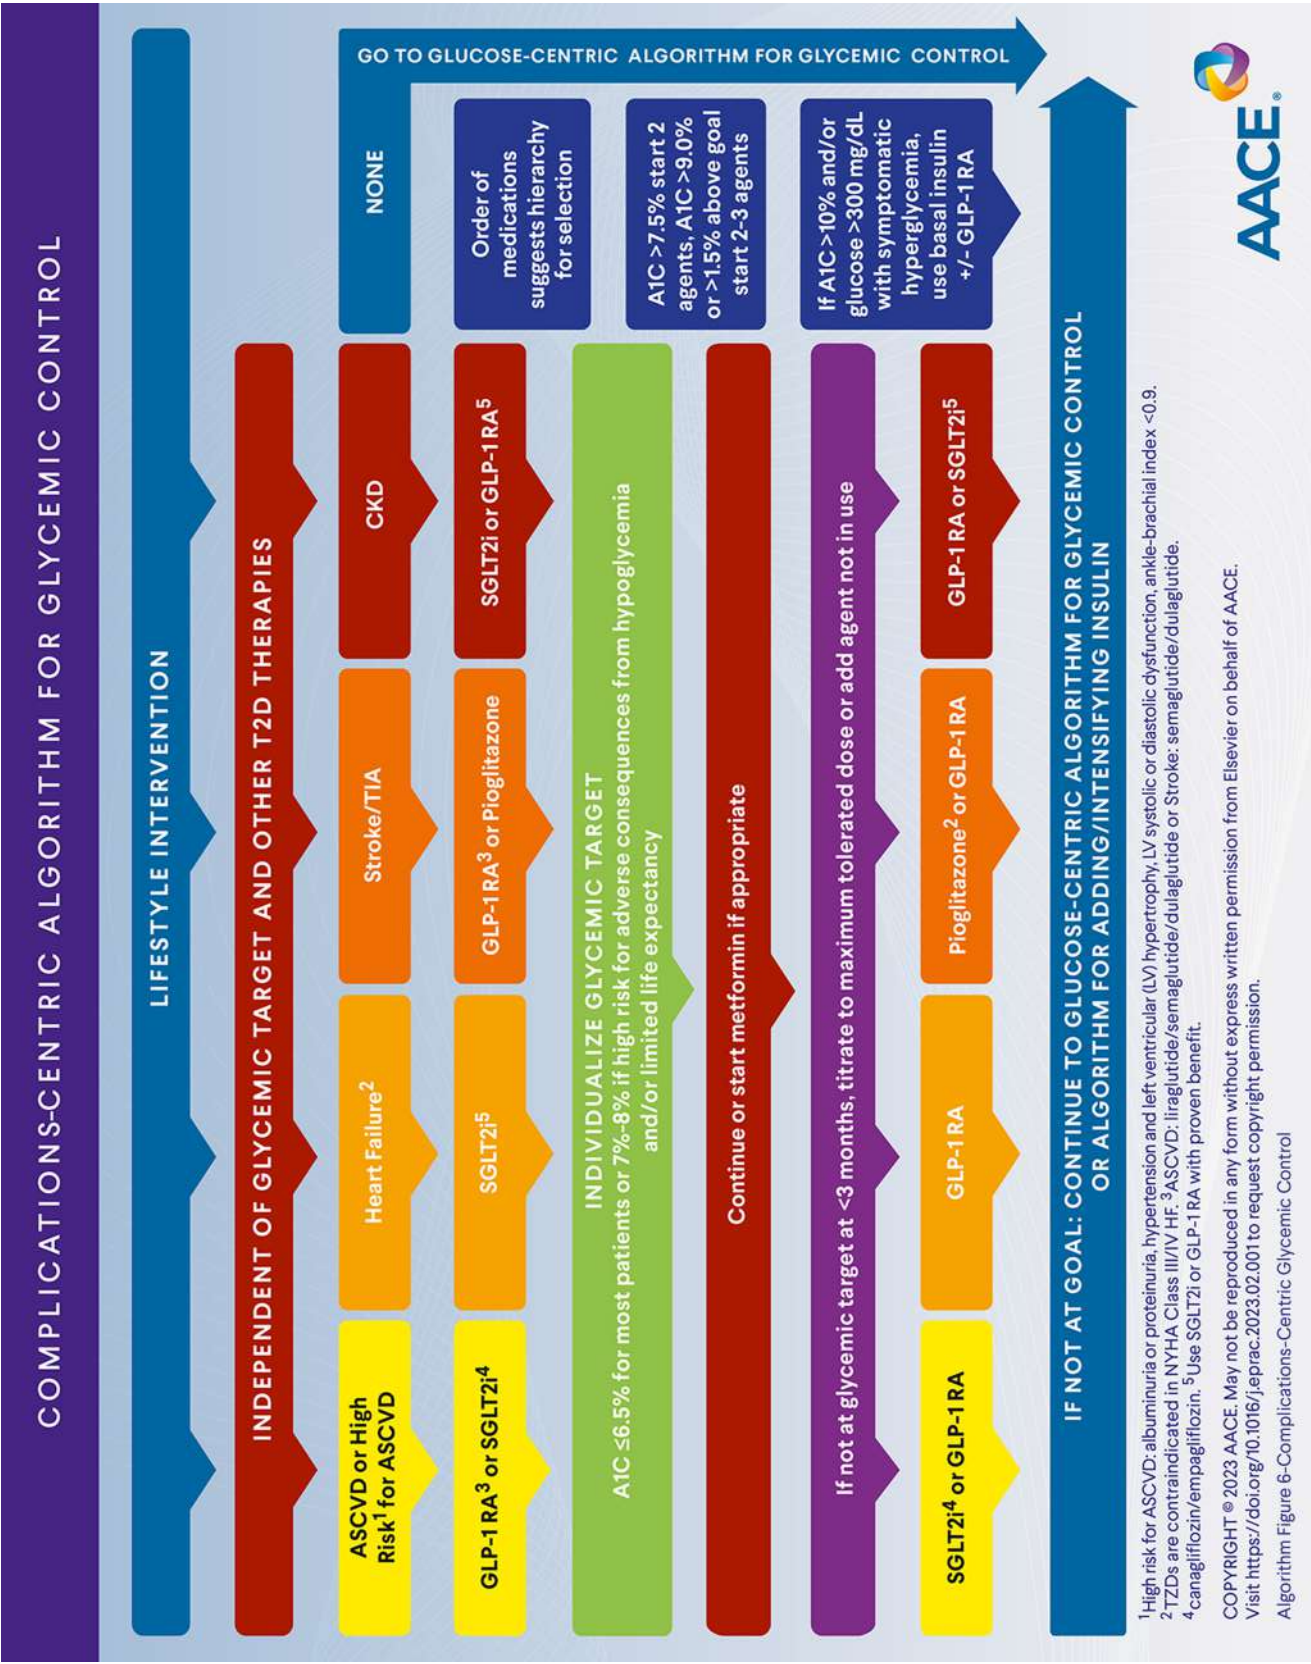 COMPLICATIONS-CENTRIC ALGORITHM FOR GLYCEMIC CONTROL
LIFESTYLE INTERVENTION
INDEPENDENT OF GLYCEMIC TARGET AND OTHER T2D THERAPIES
ASCVD or High
Risk¹ for ASCVD
Heart Failure²
Stroke/TIA
CKD
NONE
GO TO GLUCOSE-CENTRIC ALGORITHM FOR GLYCEMIC CONTROL
GLP-1 RA³ or SGLT2i⁴
SGLT2i⁵
GLP-1 RA³ or Pioglitazone
SGLT2i or GLP-1 RA⁵
Order of
medications
suggests hierarchy
for selection
INDIVIDUALIZE GLYCEMIC TARGET
A1C ≤6.5% for most patients or 7%-8% if high risk for adverse consequences from hypoglycemia
and/or limited life expectancy
A1C >7.5% start 2
agents, A1C >9.0%
or >1.5% above goal
start 2-3 agents
Continue or start metformin if appropriate
If not at glycemic target at <3 months, titrate to maximum tolerated dose or add agent not in use
If A1C >10% and/or
glucose >300 mg/dL
with symptomatic
hyperglycemia,
use basal insulin
+/- GLP-1 RA
SGLT2i⁴ or GLP-1 RA
GLP-1 RA
Pioglitazone² or GLP-1 RA
GLP-1 RA or SGLT2i⁵
IF NOT AT GOAL: CONTINUE TO GLUCOSE-CENTRIC ALGORITHM FOR GLYCEMIC CONTROL
OR ALGORITHM FOR ADDING/INTENSIFYING INSULIN
¹High risk for ASCVD: albuminuria or proteinuria, hypertension and left ventricular (LV) hypertrophy, LV systolic or diastolic dysfunction, ankle-brachial index <0.9.
²TZDs are contraindicated in NYHA Class III/IV HF. ³ASCVD: liraglutide/semaglutide/dulaglutide or Stroke: semaglutide/dulaglutide.
⁴canagliflozin/empagliflozin. ⁵Use SGLT2i or GLP-1 RA with proven benefit.
COPYRIGHT © 2023 AACE. May not be reproduced in any form without express written permission from Elsevier on behalf of AACE.
Visit https://doi.org/10.1016/j.eprac.2023.02.001 to request copyright permission.
Algorithm Figure 6-Complications-Centric Glycemic Control
AACE®